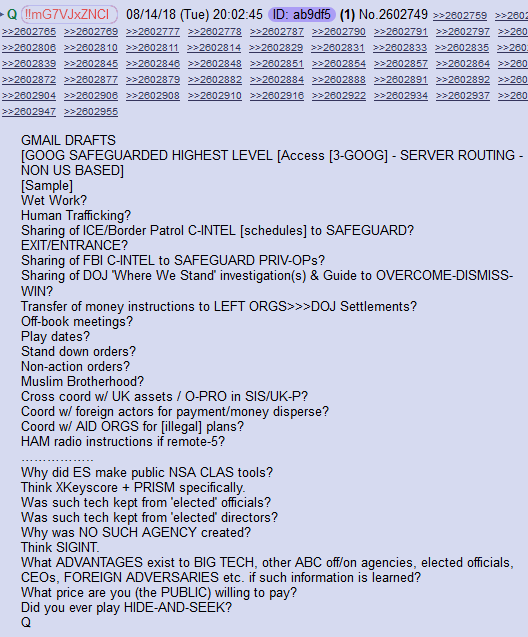 Q !!mG7VJxZNCI 08/14/18 (Tue) 20:02:45 ID: ab9df5 (1) No.2602749 >>2602759
>>2602765 >>2602769 >>2602777 >>2602778 >>2602787 >>2602790 >>2602791 >>2602797
>>2602806 >>2602810 >>2602811 >>2602814 >>2602829 >>2602831 >>2602833 >>2602835
>>2602839 >>2602845 >>2602846 >>2602848 >>2602851 >>2602854 >>2602857 >>2602864
>>2602872 >>2602877 >>2602879 >>2602882 >>2602884 >>2602888 >>2602891 >>2602892
>>2602904 >>2602906 >>2602908 >>2602910 >>2602916 >>2602922 >>2602934 >>2602937
>>2602947 >>2602955
GMAIL DRAFTS
[GOOG SAFEGUARDED HIGHEST LEVEL [Access [3-GOOG] - SERVER ROUTING -
NON US BASED]
[Sample]
Wet Work?
Human Trafficking?
Sharing of ICE/Border Patrol C-INTEL [schedules] to SAFEGUARD?
EXIT/ENTRANCE?
Sharing of FBI C-INTEL to SAFEGUARD PRIV-OPs?
Sharing of DOJ 'Where We Stand' investigation(s) & Guide to OVERCOME-DISMISS-
WIN?
Transfer of money instructions to LEFT ORGS>>>DOJ Settlements?
Off-book meetings?
Play dates?
Stand down orders?
Non-action orders?
Muslim Brotherhood?
Cross coord w/ UK assets / O-PRO in SIS/UK-P?
Coord w/ foreign actors for payment/money disperse?
Coord w/ AID ORGS for [illegal] plans?
HAM radio instructions if remote-5?
……………..
Why did ES make public NSA CLAS tools?
Think XKeyscore + PRISM specifically.
Was such tech kept from 'elected' officials?
Was such tech kept from 'elected' directors?
Why was NO SUCH AGENCY created?
Think SIGINT.
What ADVANTAGES exist to BIG TECH, other ABC off/on agencies, elected officials,
CEOs, FOREIGN ADVERSARIES etc. if such information is learned?
What price are you (the PUBLIC) willing to pay?
Did you ever play HIDE-AND-SEEK?
Q